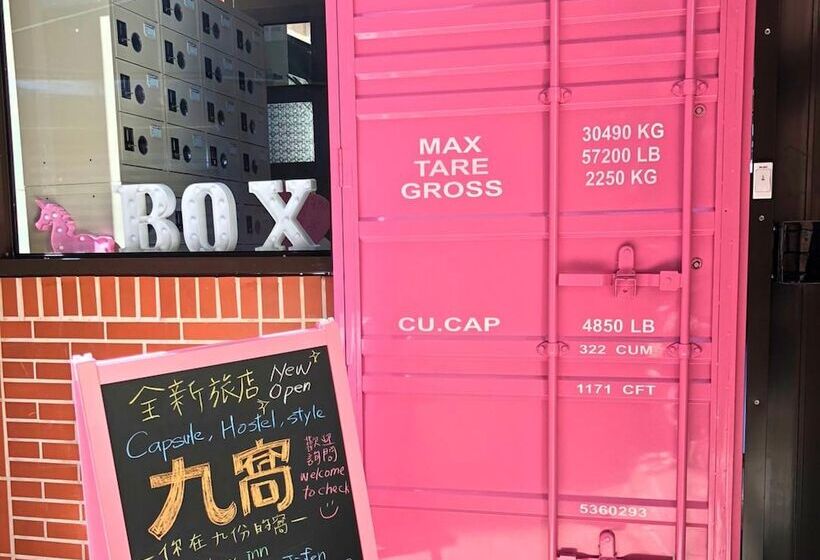 BOX
MAX 30490 KG
TARE 57200 LB
GROSS 2250 KG
CU.CAP 4850 LB
322 CUM
1171 CFT
5360293
全新旅店 New Open
Capsule, Hostel, style
九窩
歡迎
詢問
welcome
to check
你在九份的窩
inn